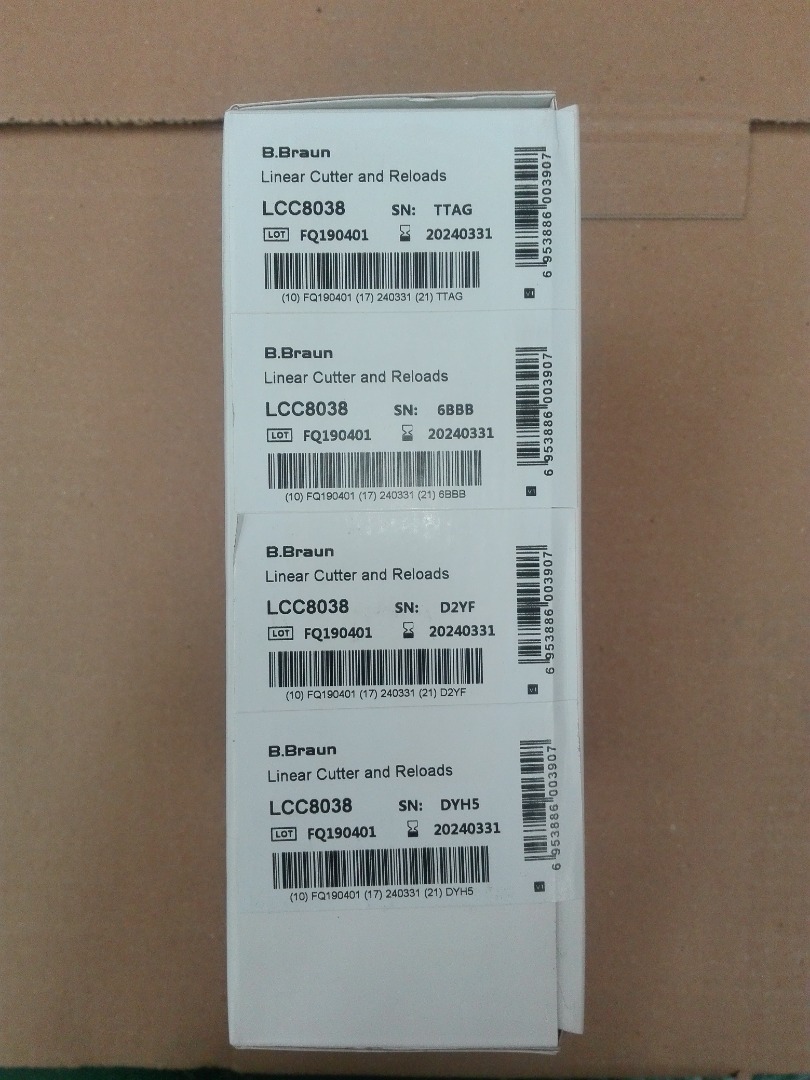 B.Braun
Linear Cutter and Reloads
LCC8038 SN: TTAG
LOT FQ190401 20240331
(10) FQ190401 (17) 240331 (21) TTAG
6 953886 003907
v1
B.Braun
Linear Cutter and Reloads
LCC8038 SN: 6BBB
LOT FQ190401 20240331
(10) FQ190401 (17) 240331 (21) 6BBB
6 953886 003907
v1
B.Braun
Linear Cutter and Reloads
LCC8038 SN: D2YF
LOT FQ190401 20240331
(10) FQ190401 (17) 240331 (21) D2YF
6 953886 003907
v1
B.Braun
Linear Cutter and Reloads
LCC8038 SN: DYH5
LOT FQ190401 20240331
(10) FQ190401 (17) 240331 (21) DYH5
6 953886 003907
v1